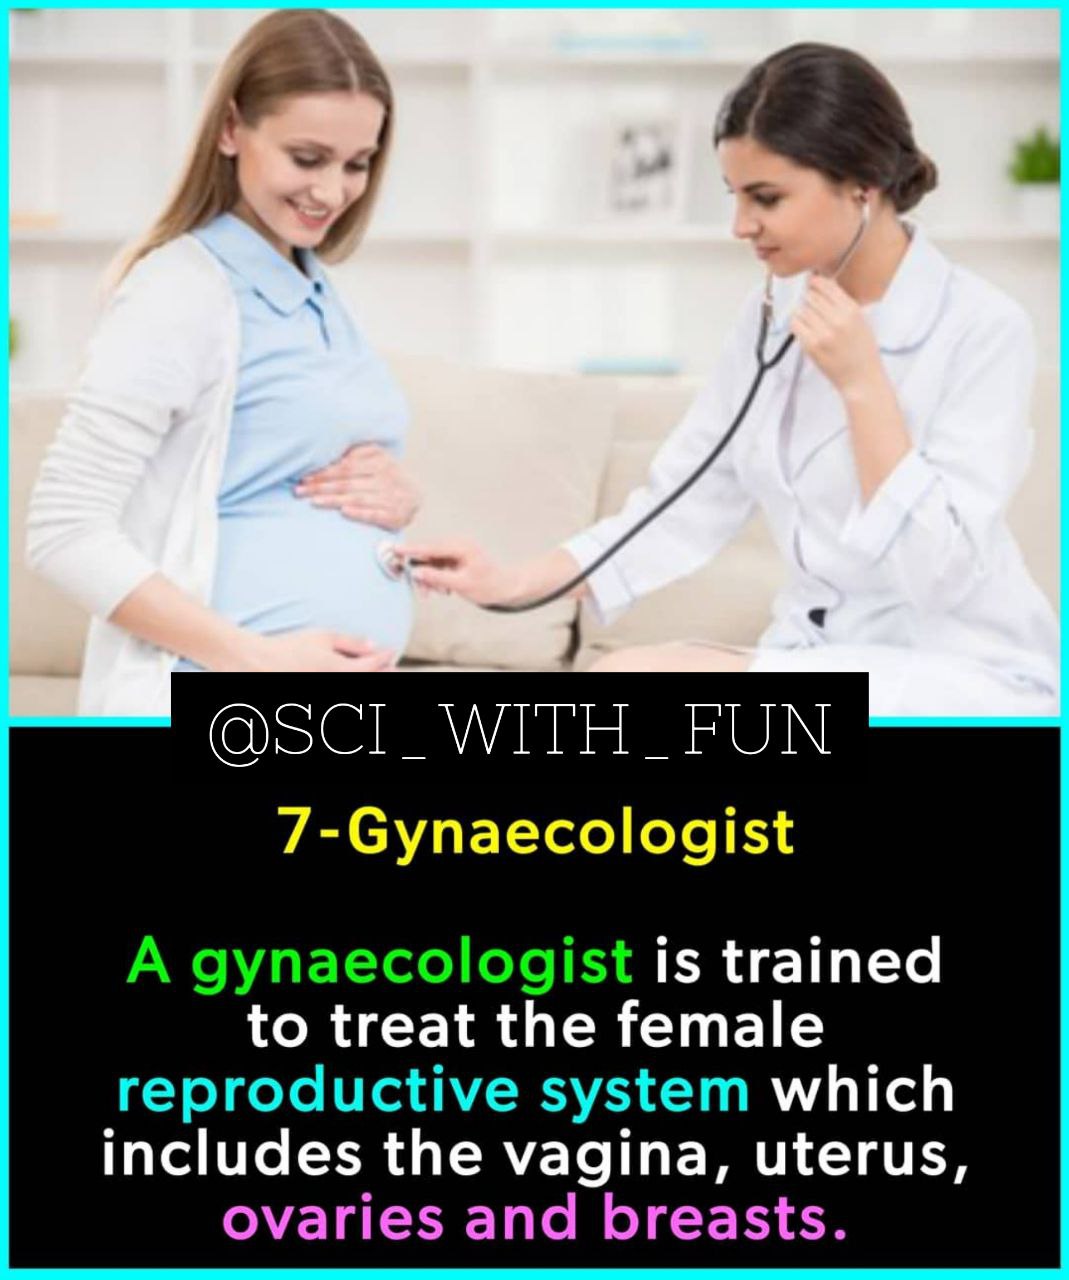 @SCI_WITH_FUN
7-Gynaecologist
A gynaecologist is trained
to treat the female
reproductive system which
includes the vagina, uterus,
ovaries and breasts.